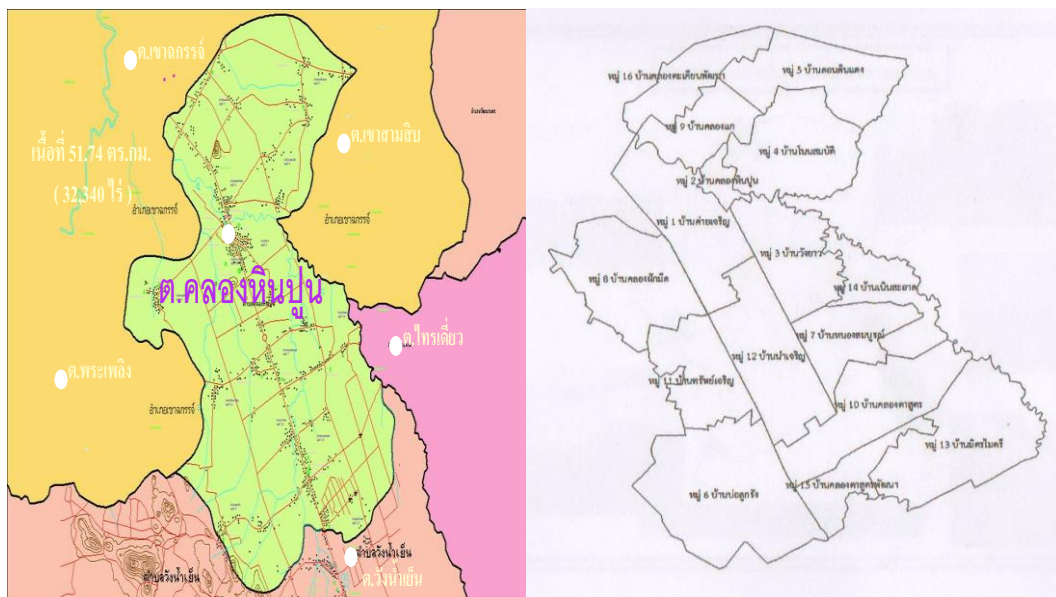 ต.เขาฉกรรจ์
ต.เขาสามสิบ
เนื้อที่ 51.74 ตร.กม.
( 32,340 ไร่ )
อำเภอเขาฉกรรจ์
อำเภอเขาฉกรรจ์
ต.คลองหินปูน
ต.ไทรเดี่ยว
ต.พระเพลิง
อำเภอเขาฉกรรจ์
ตำบลวังน้ำเย็น
ตำบลวังน้ำเย็น
ต.วังน้ำเย็น
หมู่ 5 บ้านดอนดินแดง
หมู่ 16 บ้านคลองตะเคียนพัฒนา
หมู่ 9 บ้านคลองแก
หมู่ 4 บ้านโนนสมบัติ
หมู่ 2 บ้านคลองหินปูน
หมู่ 1 บ้านค่ายเจริญ
หมู่ 3 บ้านวังยาว
หมู่ 8 บ้านคลองผักมีด
หมู่ 14 บ้านเนินสะอาด
หมู่ 7 บ้านหนองสมบูรณ์
หมู่ 12 บ้านนำเจริญ
หมู่ 11 บ้านทรัพย์เจริญ
หมู่ 10 บ้านคลองตาสูตร
หมู่ 13 บ้านมิตรไมตรี
หมู่ 15 บ้านคลองตาสูตรพัฒนา
หมู่ 6 บ้านบ่อลูกรัง